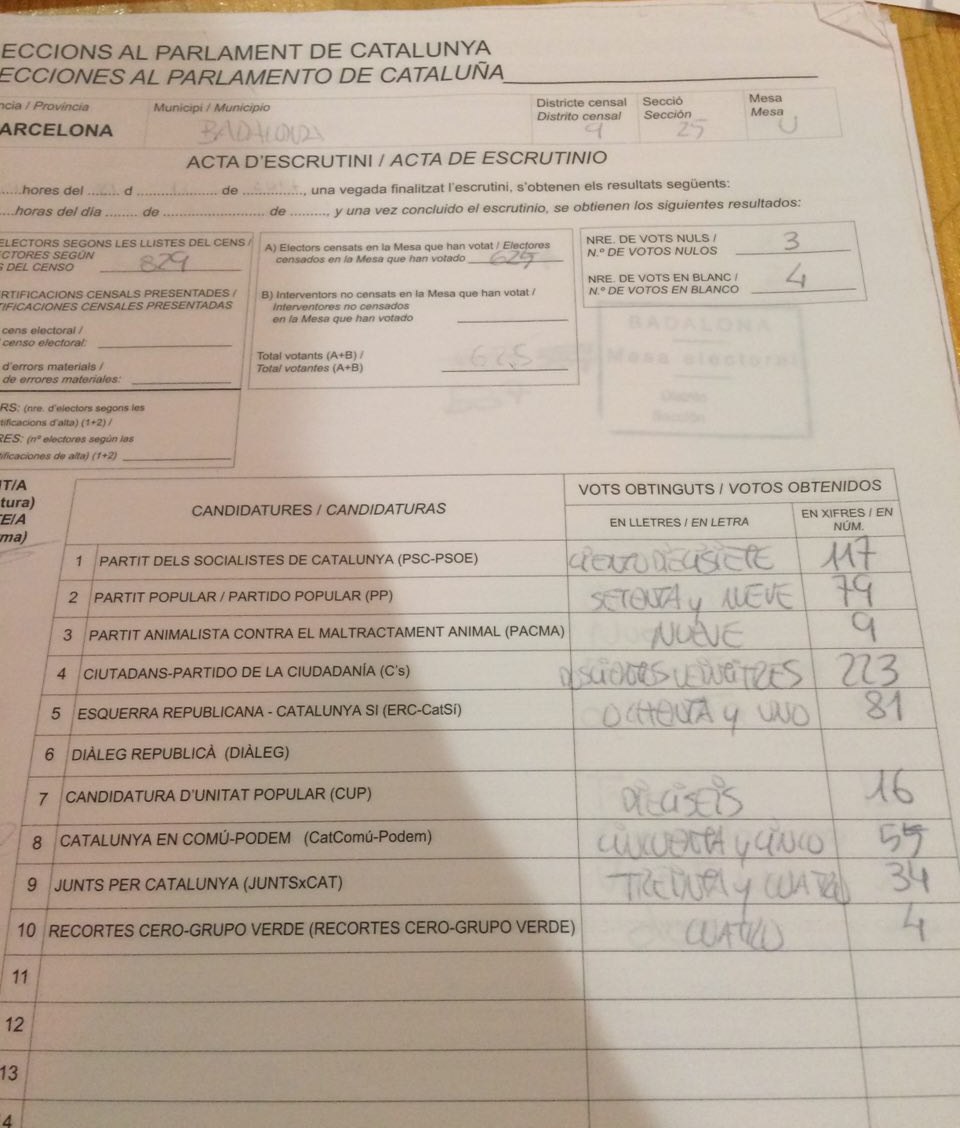 ECCIONS AL PARLAMENT DE CATALUNYA
ECCIONES AL PARLAMENTO DE CATALUÑA
ncia / Provincia Municipi / Municipio Districte censal Secció Mesa
Distrito censal Sección Mesa
ARCELONA BADALONA 9 25 U
ACTA D'ESCRUTINI / ACTA DE ESCRUTINIO
......hores del ....... d ................ de ............., una vegada finalitzat l'escrutini, s'obtenen els resultats següents:
....horas del día ........ de ........................ de ........., y una vez concluido el escrutinio, se obtienen los siguientes resultados:
ELECTORS SEGONS LES LLISTES DEL CENS /
ECTORES SEGÚN
S DEL CENSO 829
ERTIFICACIONS CENSALS PRESENTADES /
TIFICACIONES CENSALES PRESENTADAS
cens electoral /
censo electoral:
d'errors materials /
de errores materiales:
RS: (nre. d'electors segons les
tificacions d'alta) (1+2) /
RES: (nº electores según las
tificaciones de alta) (1+2)
A) Electors censats en la Mesa que han votat / Electores
censados en la Mesa que han votado 625
B) Interventors no censats en la Mesa que han votat /
Interventores no censados
en la Mesa que han votado
Total votants (A+B) /
Total votantes (A+B) 625
NRE. DE VOTS NULS /
N.º DE VOTOS NULOS 3
NRE. DE VOTS EN BLANC /
N.º DE VOTOS EN BLANCO 4
BADALONA
Mesa electoral
Distrito
Sección
NT/A
tura)
TE/A
ma)
CANDIDATURES / CANDIDATURAS VOTS OBTINGUTS / VOTOS OBTENIDOS
EN LLETRES / EN LETRA EN XIFRES / EN NÚM.
1 PARTIT DELS SOCIALISTES DE CATALUNYA (PSC-PSOE) CIENTO DIECISIETE 117
2 PARTIT POPULAR / PARTIDO POPULAR (PP) SETENTA y NUEVE 79
3 PARTIT ANIMALISTA CONTRA EL MALTRACTAMENT ANIMAL (PACMA) NUEVE 9
4 CIUTADANS-PARTIDO DE LA CIUDADANÍA (C's) DOSCIENTOS VEINTITRES 223
5 ESQUERRA REPUBLICANA - CATALUNYA SI (ERC-CatSí) OCHENTA y UNO 81
6 DIÀLEG REPUBLICÀ (DIÀLEG)
7 CANDIDATURA D'UNITAT POPULAR (CUP) DIECISEIS 16
8 CATALUNYA EN COMÚ-PODEM (CatComú-Podem) CINCUENTA y CINCO 55
9 JUNTS PER CATALUNYA (JUNTSxCAT) TREINTA y CUATRO 34
10 RECORTES CERO-GRUPO VERDE (RECORTES CERO-GRUPO VERDE) CUATRO 4
11
12
13
4